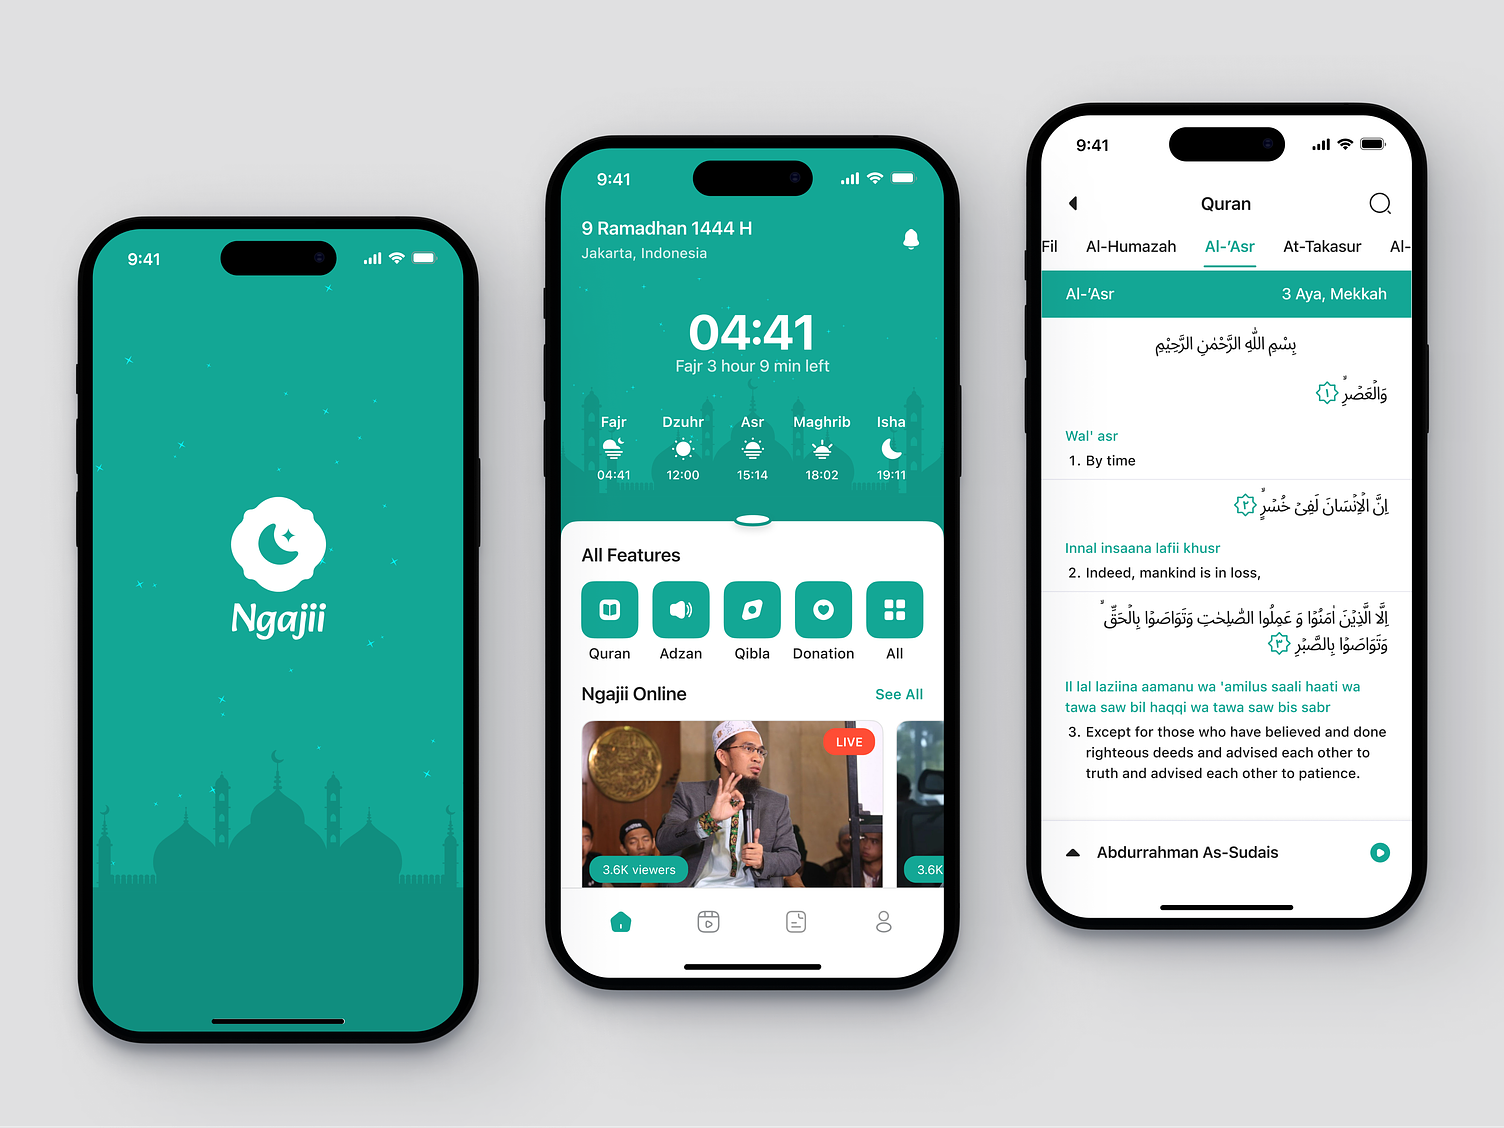 9:41
Ngajii
9:41
9 Ramadhan 1444 H
Jakarta, Indonesia
04:41
Fajr 3 hour 9 min left
Fajr Dzuhr Asr Maghrib Isha
04:41 12:00 15:14 18:02 19:11
All Features
Quran Adzan Qibla Donation All
Ngajii Online See All
LIVE
3.6K viewers 3.6K
9:41
Quran
Fil Al-Humazah Al-'Asr At-Takasur Al-
Al-'Asr 3 Aya, Mekkah
بِسْمِ اللّٰهِ الرَّحْمٰنِ الرَّحِيْمِ
وَالْعَصْرِۙ ١
Wal' asr
1. By time
اِنَّ الْاِنْسَانَ لَفِيْ خُسْرٍۙ ٢
Innal insaana lafii khusr
2. Indeed, mankind is in loss,
اِلَّا الَّذِيْنَ اٰمَنُوْا وَ عَمِلُوا الصّٰلِحٰتِ وَتَوَاصَوْا بِالْحَقِّ ۙ
وَتَوَاصَوْا بِالصَّبْرِ ٣
Il lal laziina aamanu wa 'amilus saali haati wa
tawa saw bil haqqi wa tawa saw bis sabr
3. Except for those who have believed and done
righteous deeds and advised each other to
truth and advised each other to patience.
Abdurrahman As-Sudais